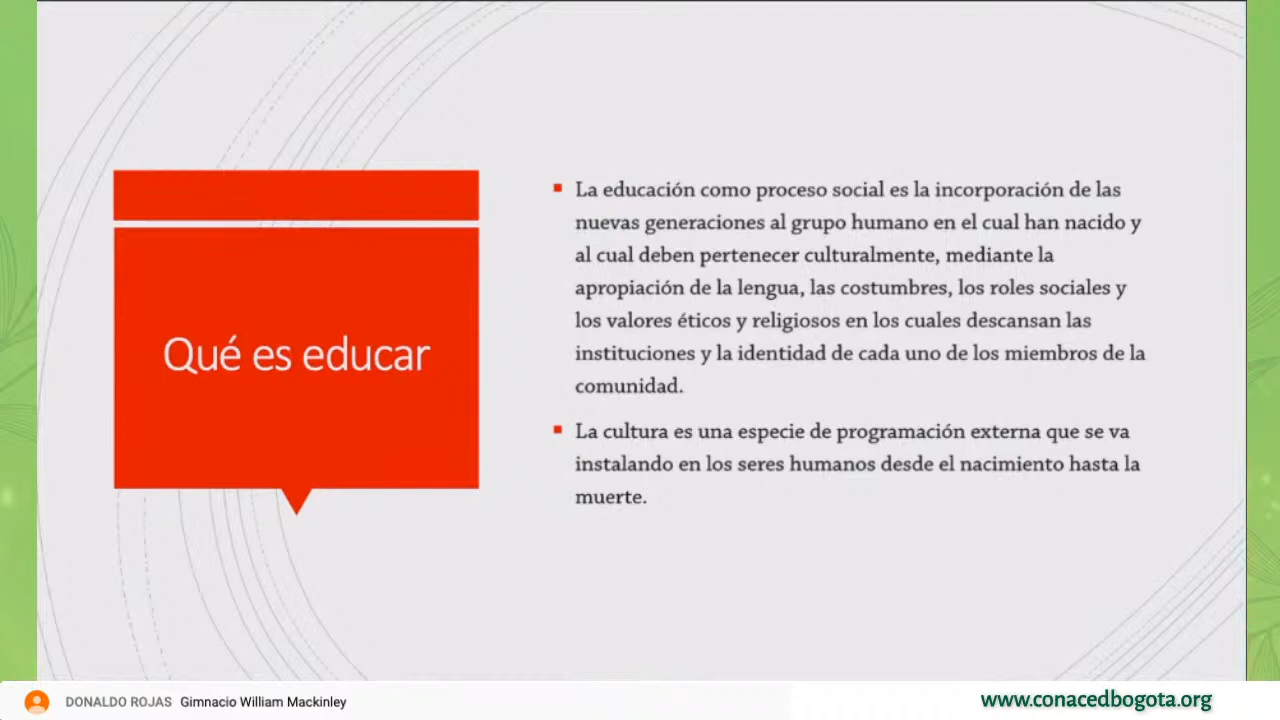 Qué es educar
La educación como proceso social es la incorporación de las
nuevas generaciones al grupo humano en el cual han nacido y
al cual deben pertenecer culturalmente, mediante la
apropiación de la lengua, las costumbres, los roles sociales y
los valores éticos y religiosos en los cuales descansan las
instituciones y la identidad de cada uno de los miembros de la
comunidad.
La cultura es una especie de programación externa que se va
instalando en los seres humanos desde el nacimiento hasta la
muerte.
DONALDO ROJAS Gimnacio William Mackinley
www.conacedbogota.org